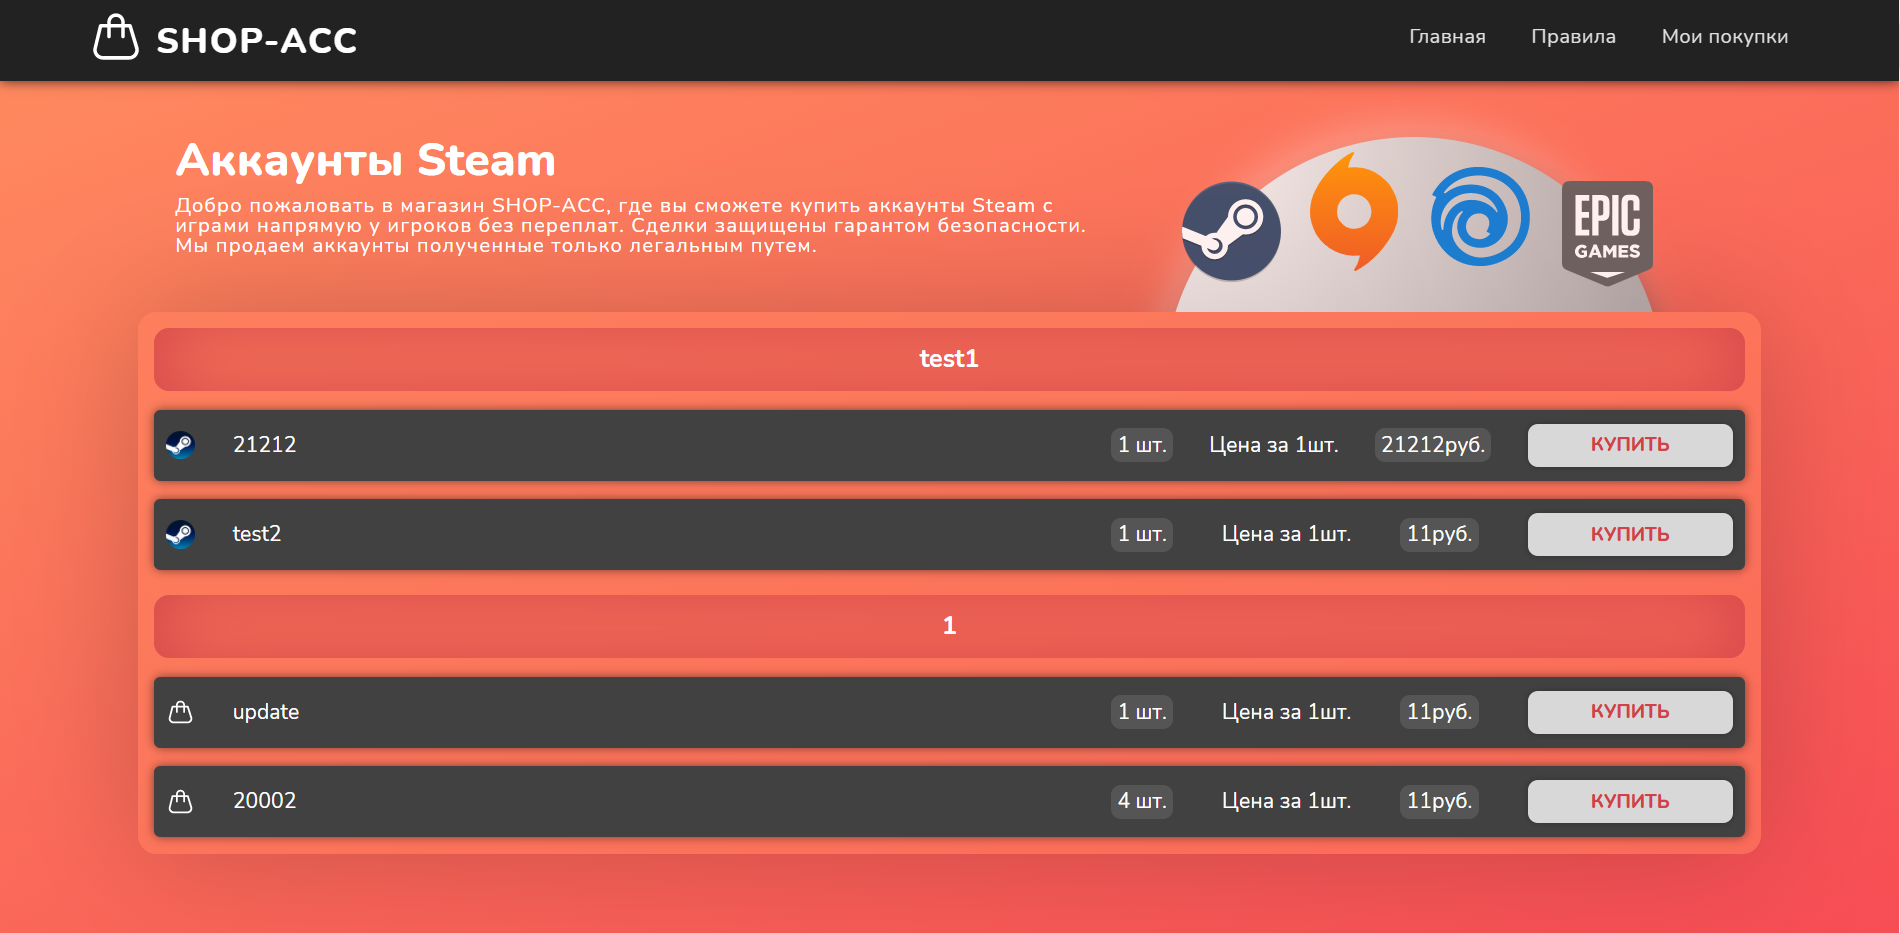 SHOP-ACC
Главная Правила Мои покупки
Аккаунты Steam
Добро пожаловать в магазин SHOP-ACC, где вы сможете купить аккаунты Steam с
играми напрямую у игроков без переплат. Сделки защищены гарантом безопасности.
Мы продаем аккаунты полученные только легальным путем.
EPIC
GAMES
test1
21212 1 шт. Цена за 1шт. 21212руб. КУПИТЬ
test2 1 шт. Цена за 1шт. 11руб. КУПИТЬ
1
update 1 шт. Цена за 1шт. 11руб. КУПИТЬ
20002 4 шт. Цена за 1шт. 11руб. КУПИТЬ